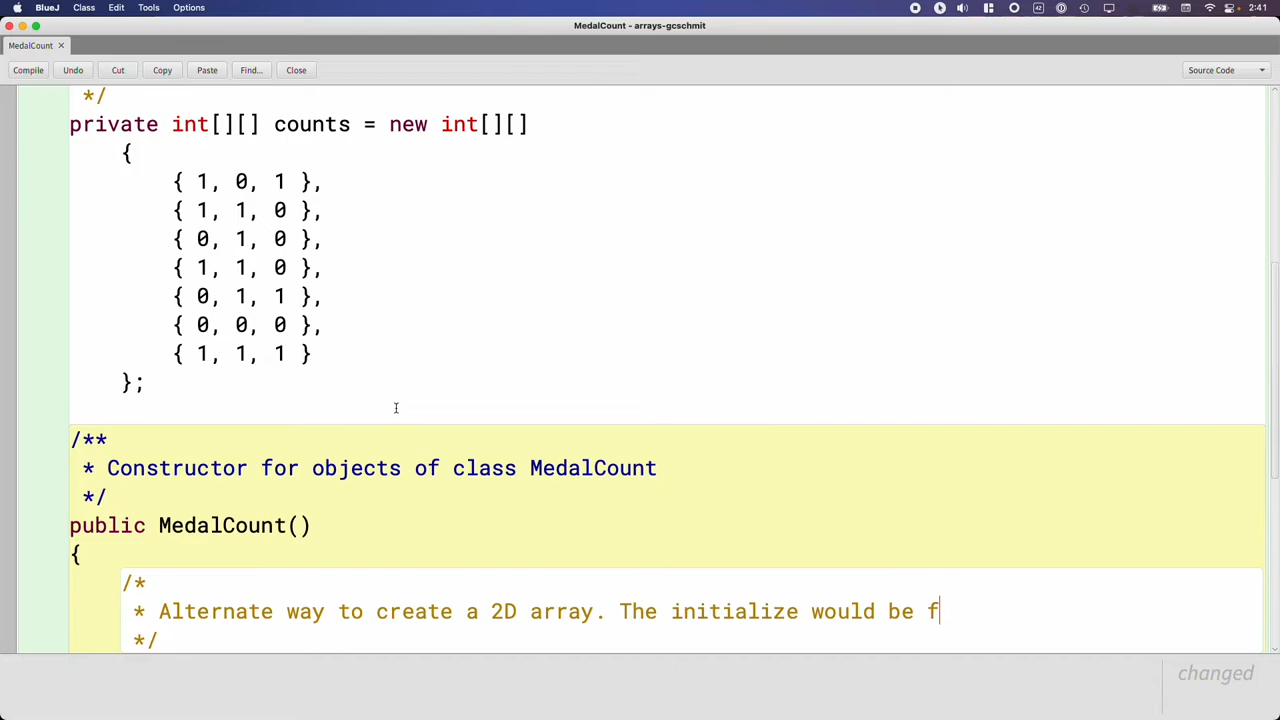 BlueJ Class Edit Tools Options 42 2:41
MedalCount - arrays-gcschmit
MedalCount ×
Compile Undo Cut Copy Paste Find... Close Source Code
*/
private int[][] counts = new int[][]
{
{ 1, 0, 1 },
{ 1, 1, 0 },
{ 0, 1, 0 },
{ 1, 1, 0 },
{ 0, 1, 1 },
{ 0, 0, 0 },
{ 1, 1, 1 }
};
/**
* Constructor for objects of class MedalCount
*/
public MedalCount()
{
/*
* Alternate way to create a 2D array. The initialize would be f
*/
changed